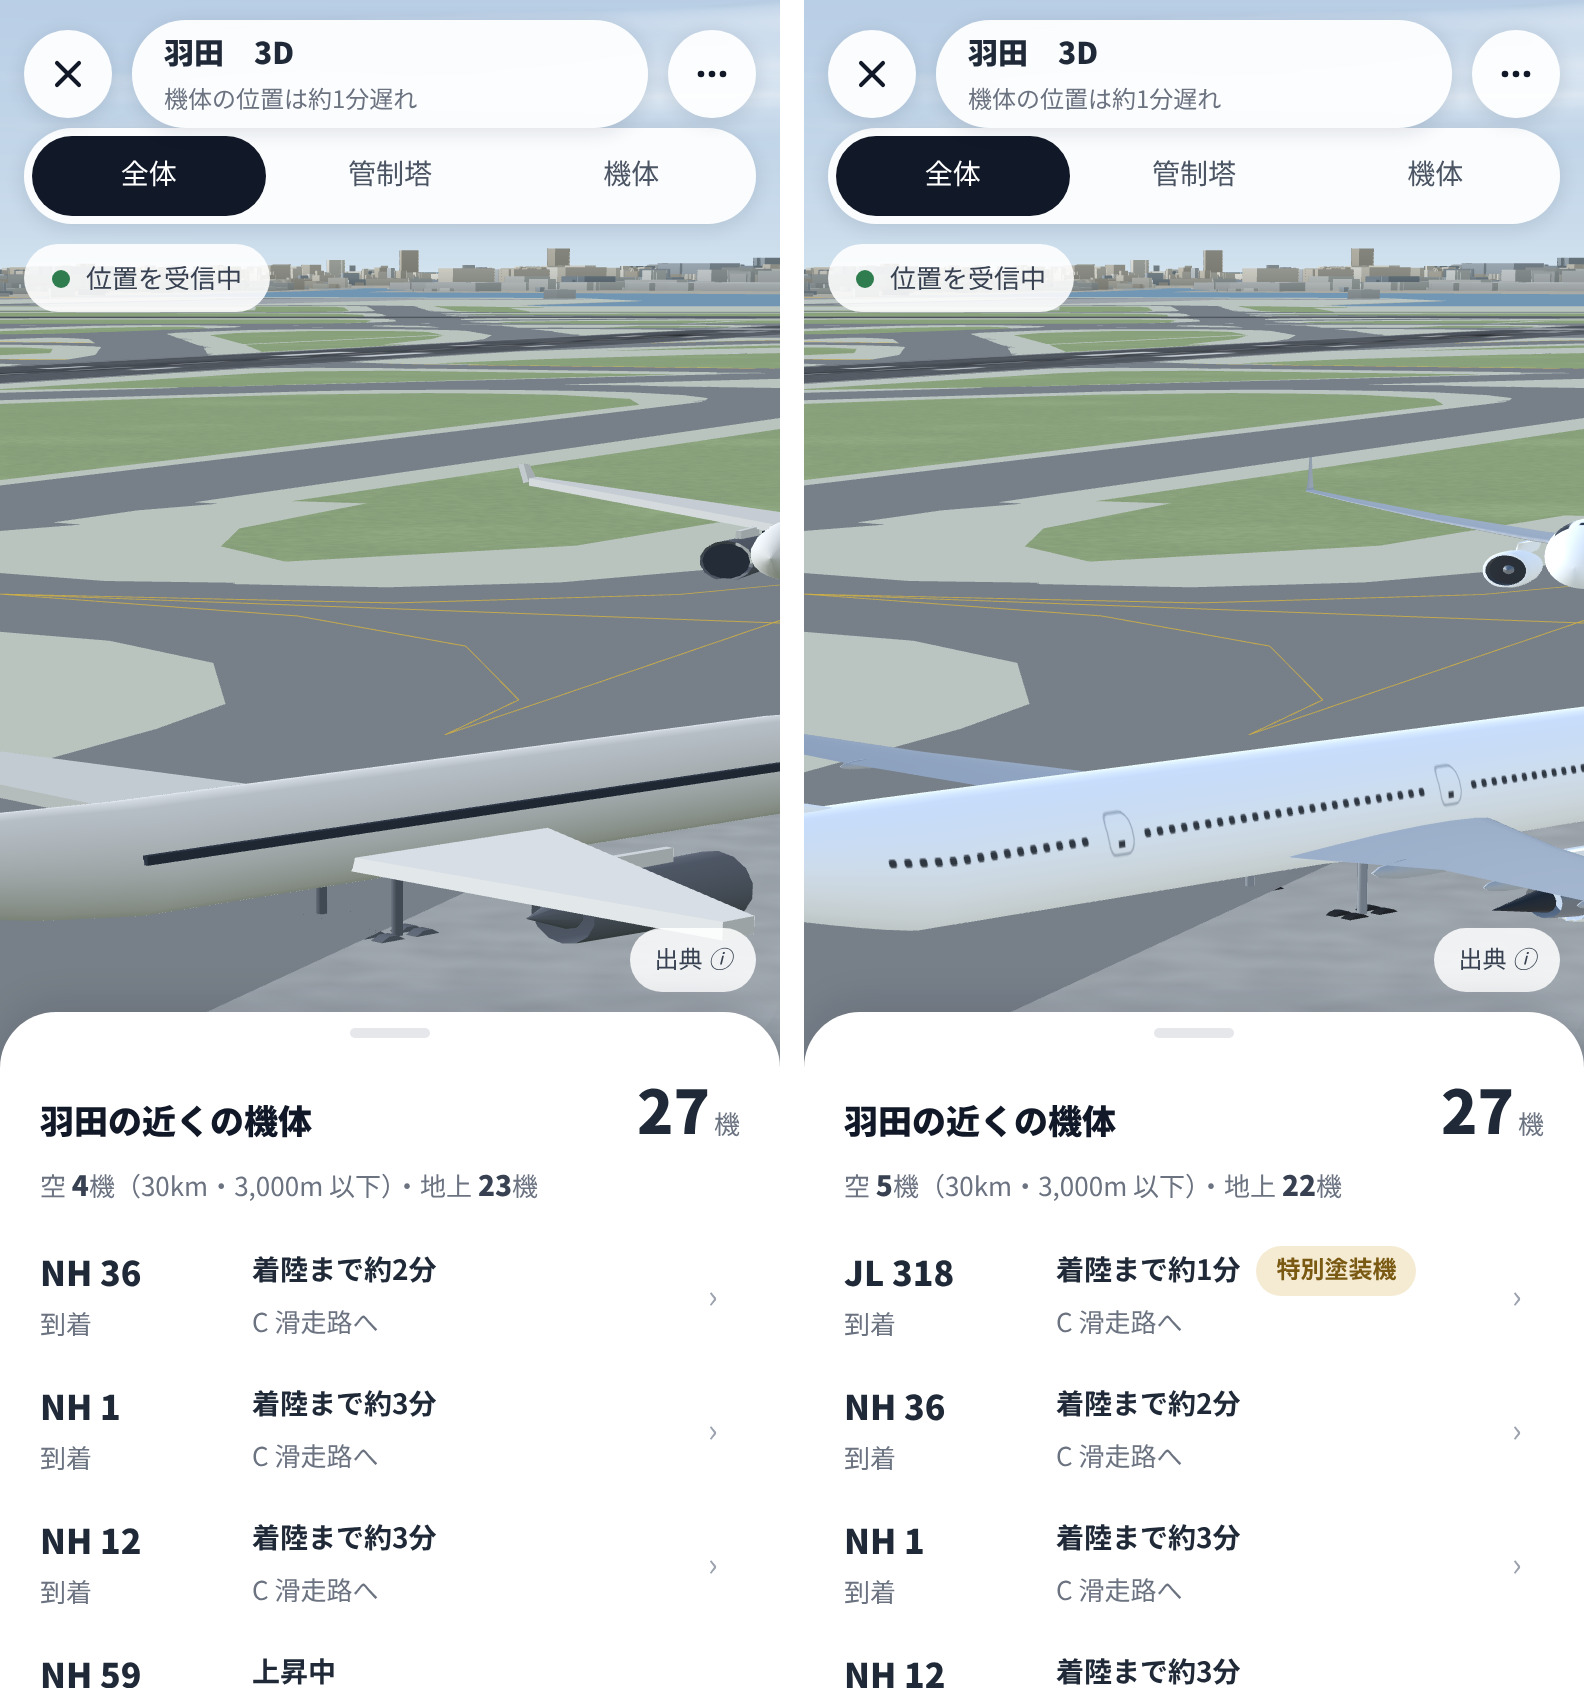 羽田　3D
機体の位置は約1分遅れ
全体
管制塔
機体
位置を受信中
出典 ⓘ
羽田の近くの機体
27機
空 4機（30km・3,000m 以下）・地上 23機
NH 36
着陸まで約2分
到着
C 滑走路へ
NH 1
着陸まで約3分
到着
C 滑走路へ
NH 12
着陸まで約3分
到着
C 滑走路へ
NH 59
上昇中
羽田　3D
機体の位置は約1分遅れ
全体
管制塔
機体
位置を受信中
出典 ⓘ
羽田の近くの機体
27機
空 5機（30km・3,000m 以下）・地上 22機
JL 318
着陸まで約1分
特別塗装機
到着
C 滑走路へ
NH 36
着陸まで約2分
到着
C 滑走路へ
NH 1
着陸まで約3分
到着
C 滑走路へ
NH 12
着陸まで約3分